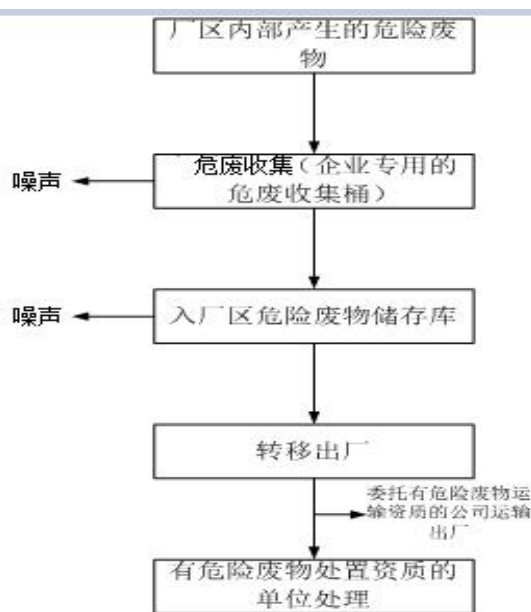 厂区内部产生的危险废
物
噪声
危废收集（企业专用的
危废收集桶）
噪声
入厂区危险废物储存库
转移出厂
委托有危险废物运
输资质的公司运输
出厂
有危险废物处置资质的
单位处理